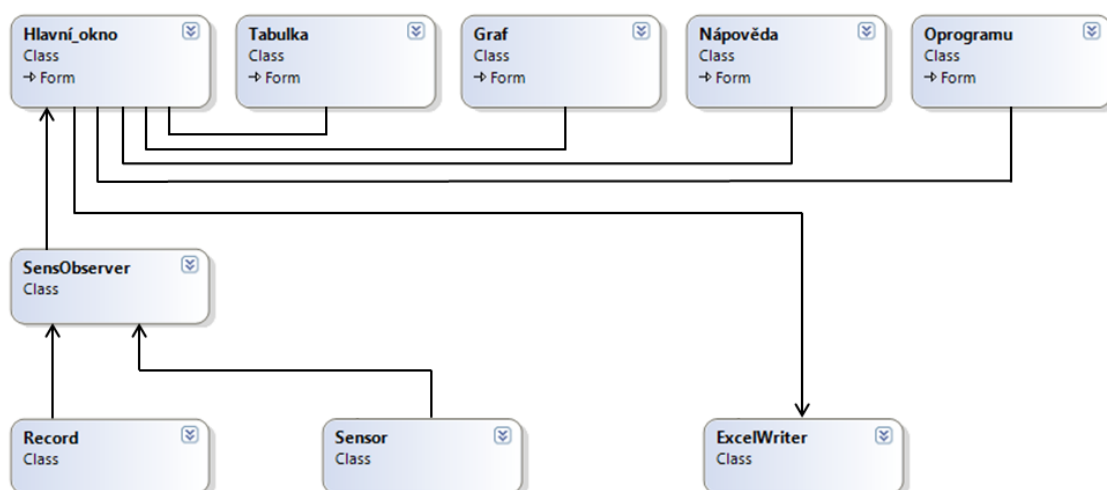 Hlavní_okno
Class
→ Form
Tabulka
Class
→ Form
Graf
Class
→ Form
Nápověda
Class
→ Form
Oprogramu
Class
→ Form
SensObserver
Class
Record
Class
Sensor
Class
ExcelWriter
Class